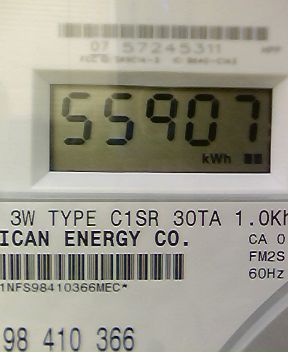 07 57245311
55907
kWh
3W TYPE C1SR 30TA 1.0Kh
ICAN ENERGY CO.
CA 0
FM2S
60Hz
1NFS98410366MEC*
98 410 366